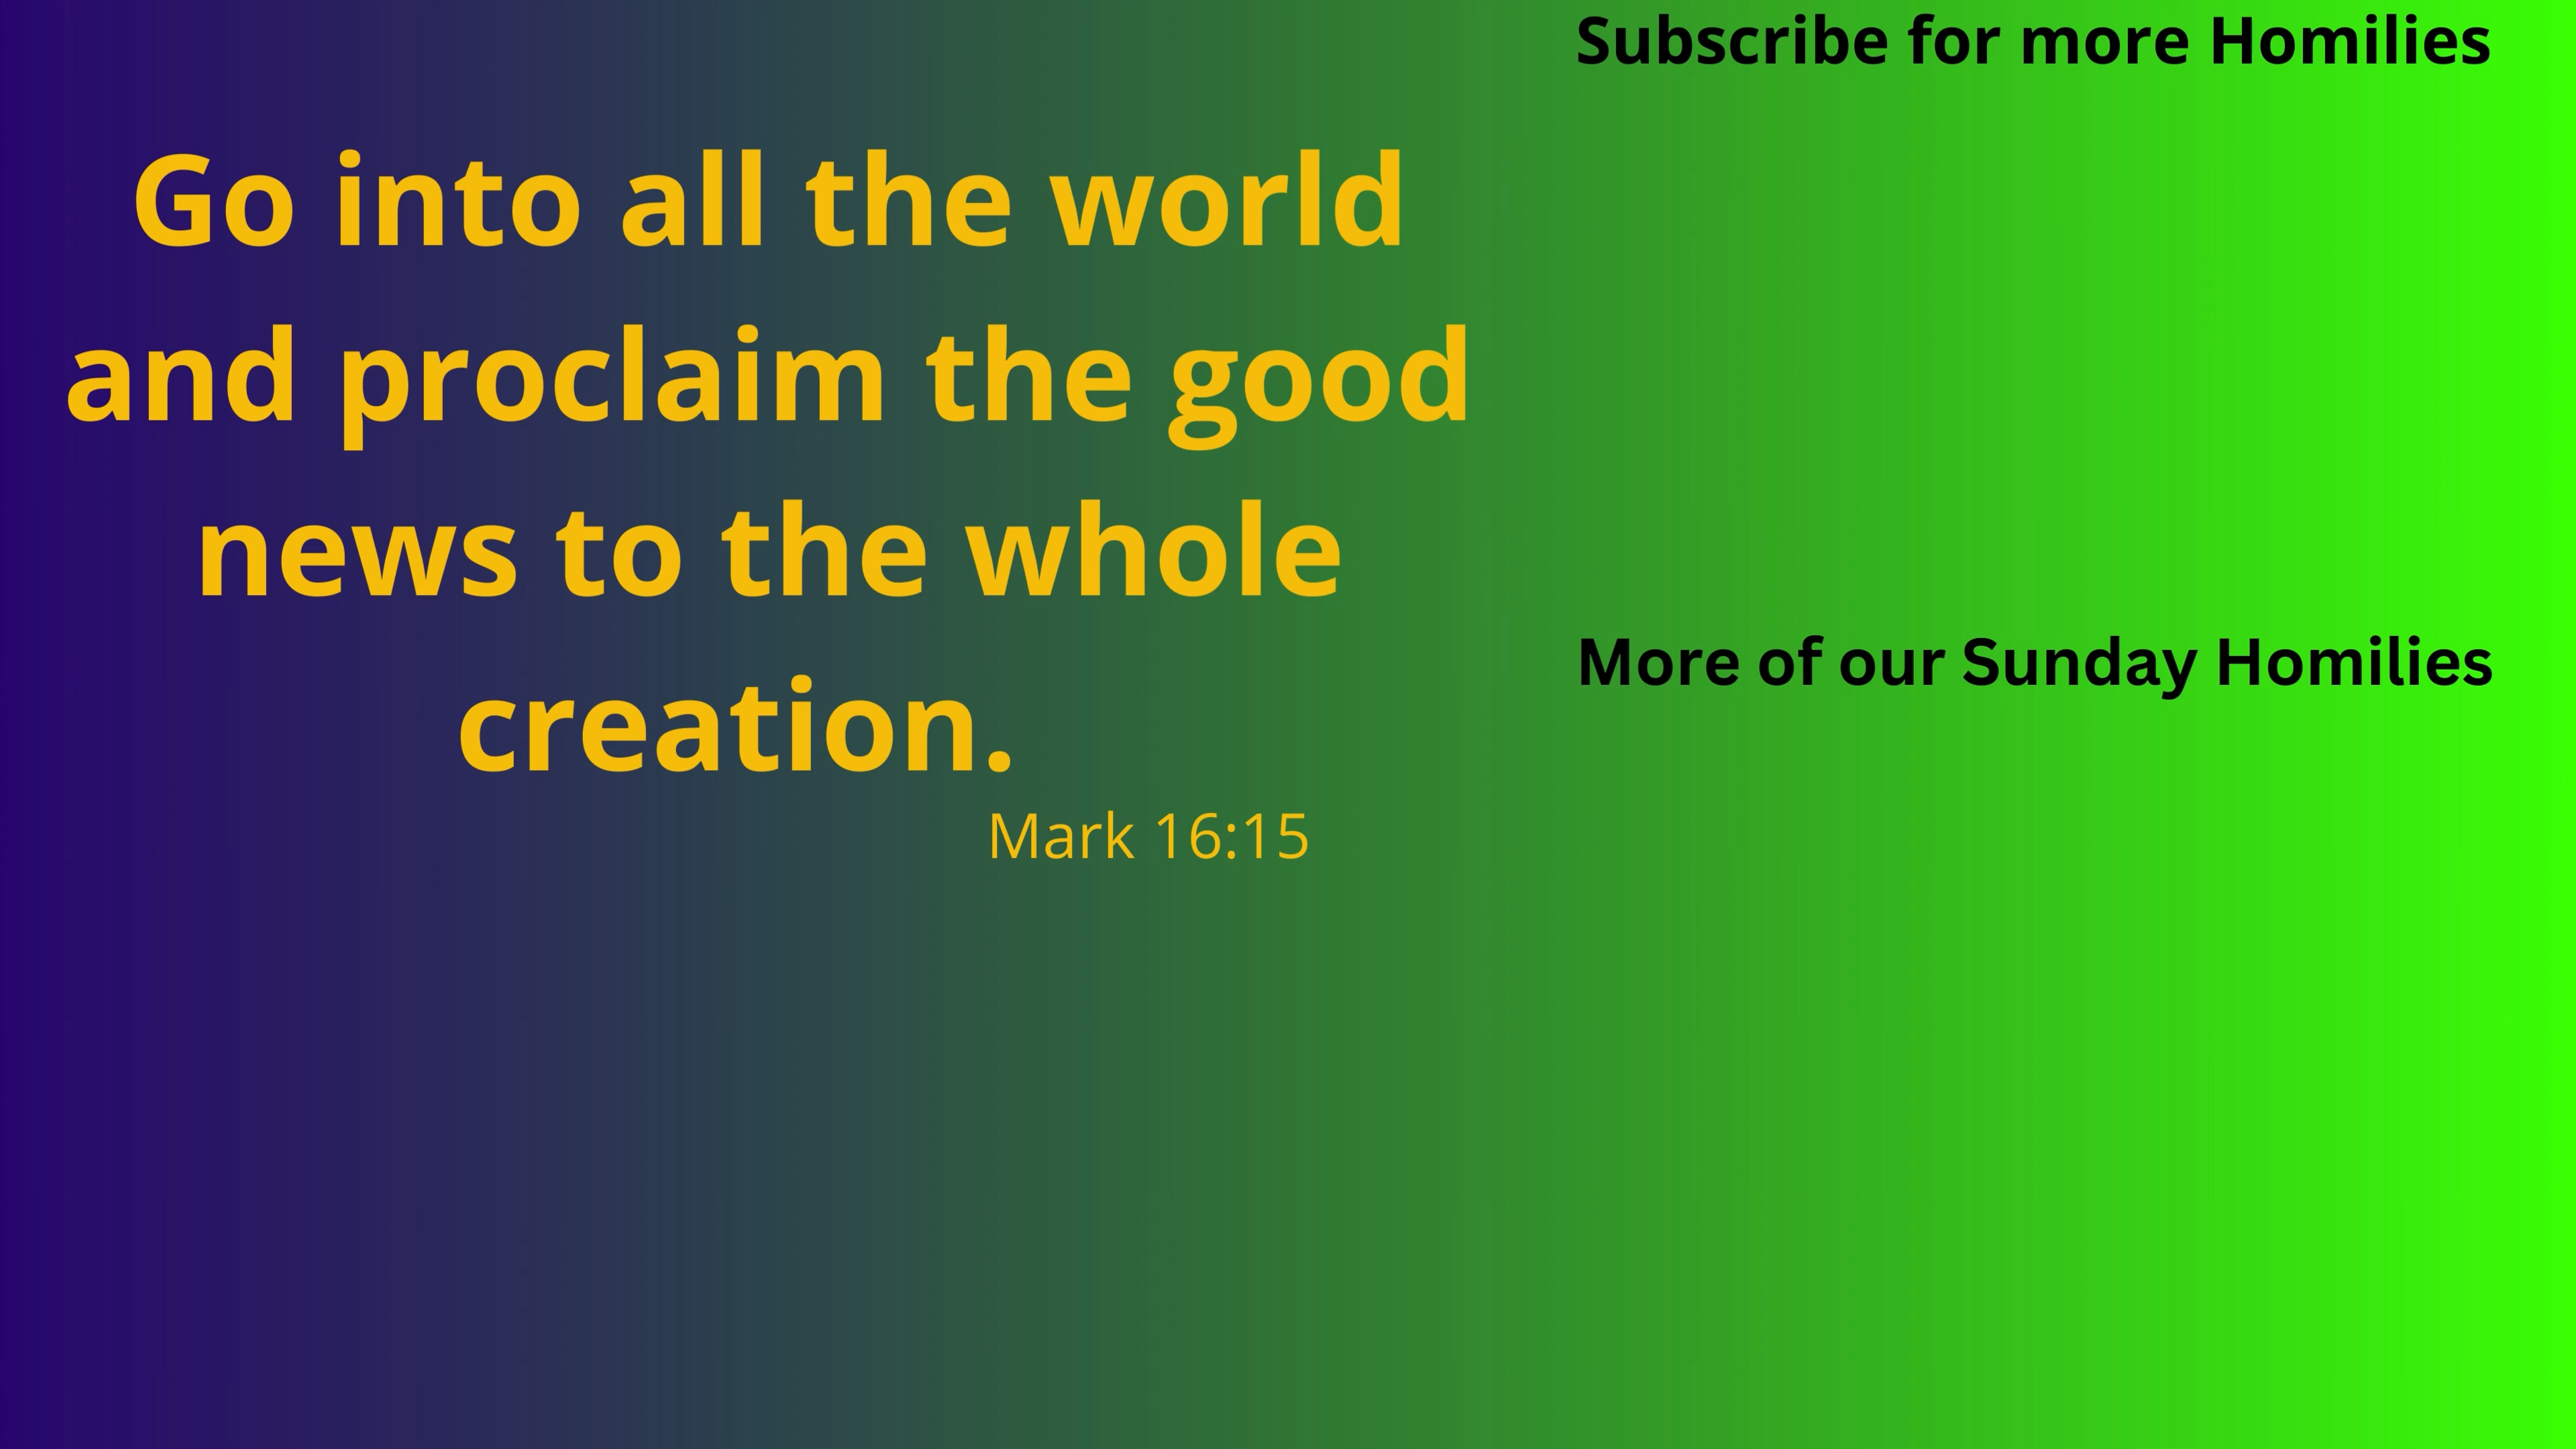 Subscribe for more Homilies
Go into all the world
and proclaim the good
news to the whole
creation.
Mark 16:15
More of our Sunday Homilies